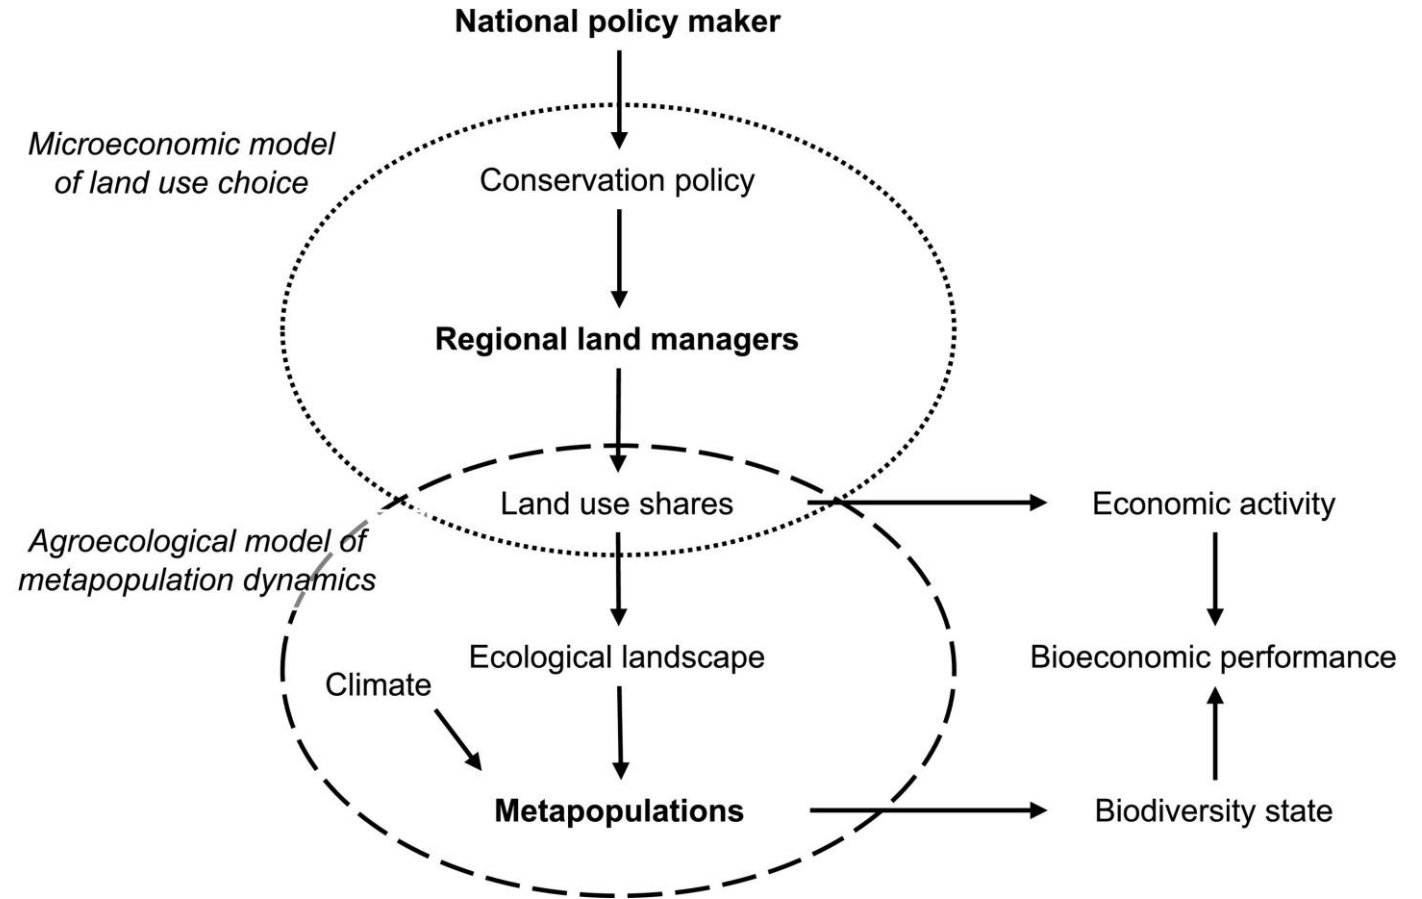 National policy maker
Microeconomic model
of land use choice
Conservation policy
Regional land managers
Land use shares
Economic activity
Agroecological model of
metapopulation dynamics
Ecological landscape
Bioeconomic performance
Climate
Metapopulations
Biodiversity state